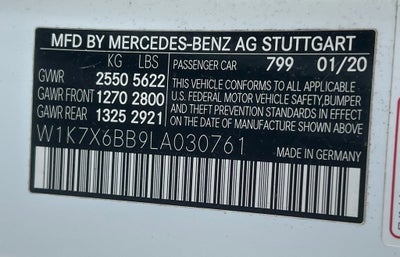 MFD BY MERCEDES-BENZ AG STUTTGART
KG LBS PASSENGER CAR 799 01/20
GVWR 2550 5622
GAWR FRONT 1270 2800
GAWR REAR 1325 2921
THIS VEHICLE CONFORMS TO ALL APPLICABLE
U.S. FEDERAL MOTOR VEHICLE SAFETY,BUMPER
AND THEFT PREVENTION STANDARDS IN EFFECT
ON THE DATE OF MANUFACTURE SHOWN ABOVE.
W1K7X6BB9LA030761
MADE IN GERMANY